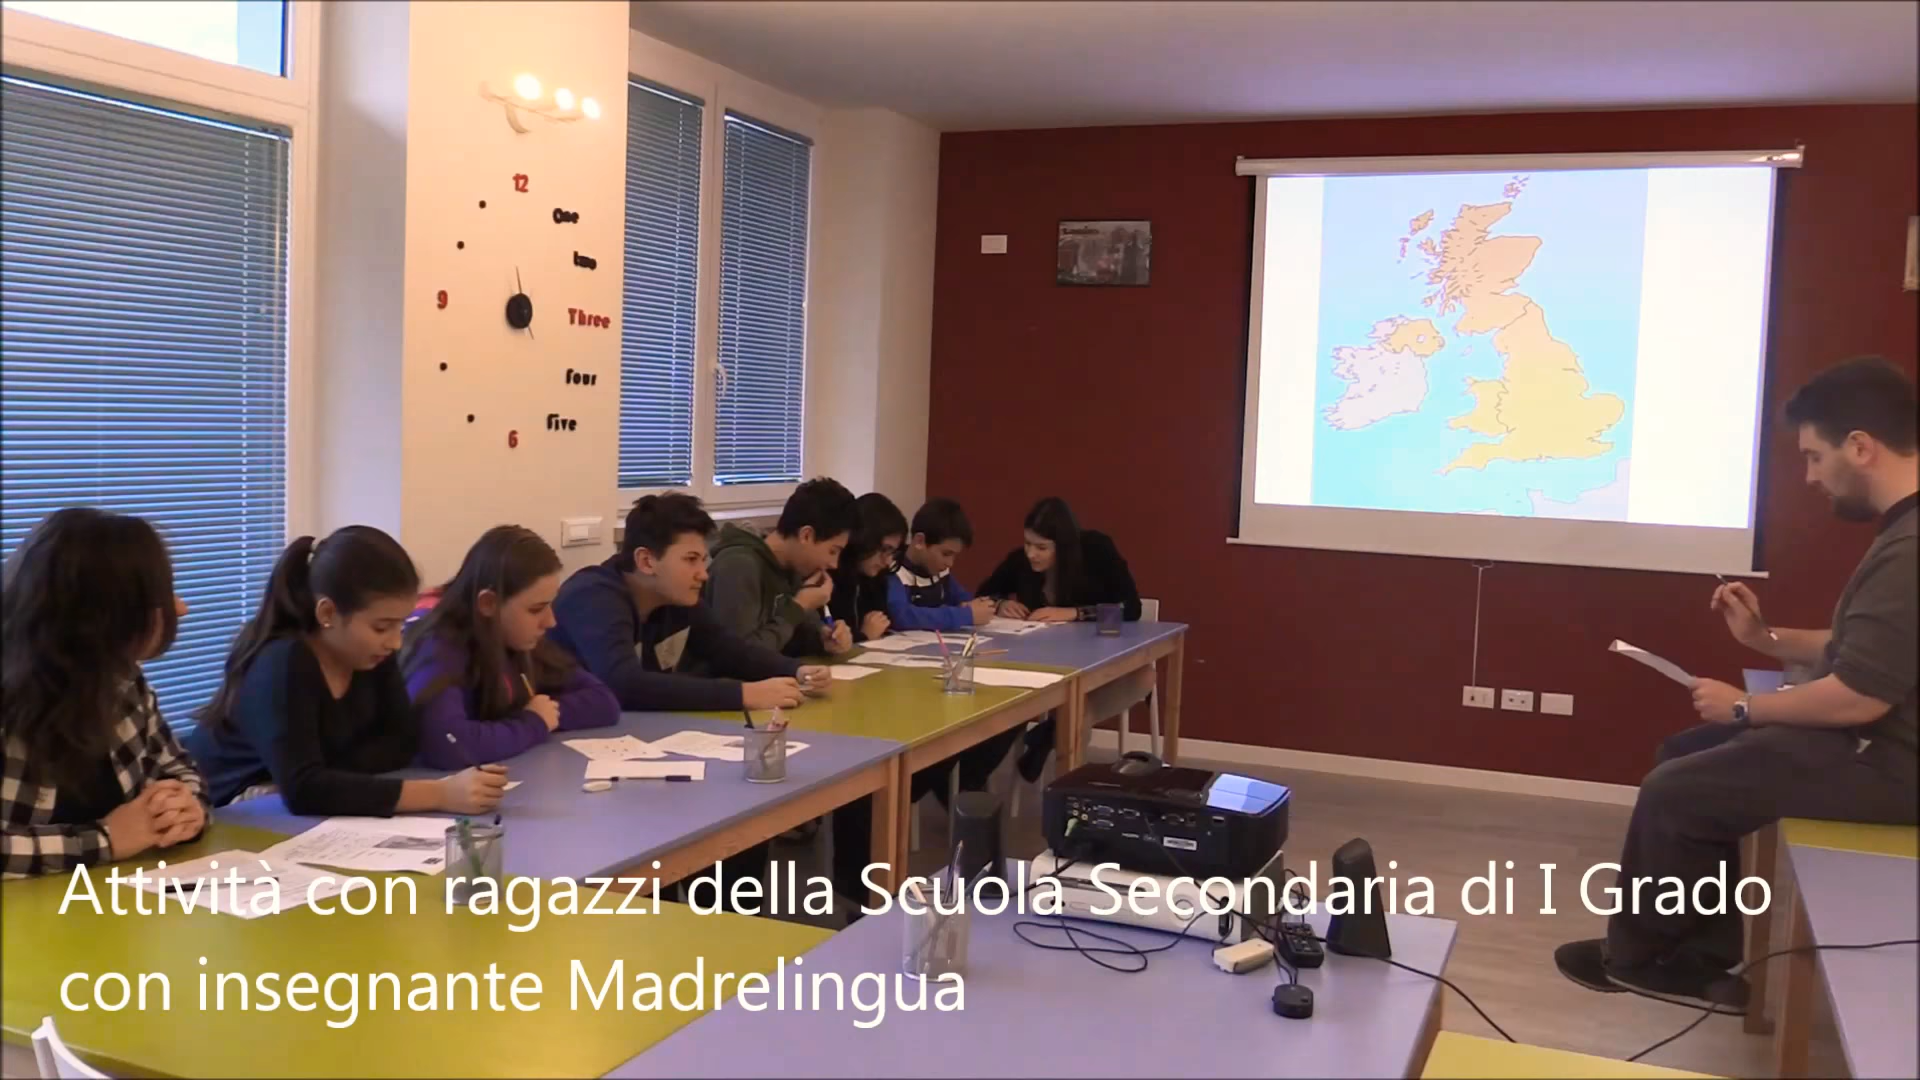 12
One
two
9
Three
Four
Five
6
Attività con ragazzi della Scuola Secondaria di I Grado
con insegnante Madrelingua